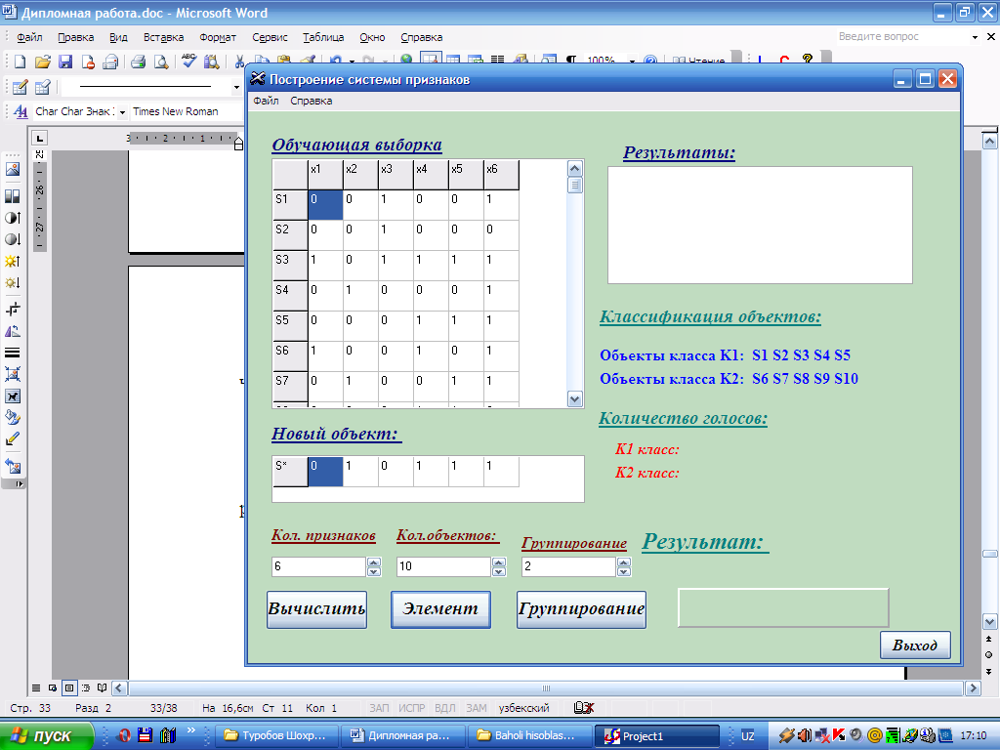 Дипломная работа.doc - Microsoft Word
Файл Правка Вид Вставка Формат Сервис Таблица Окно Справка Введите вопрос
100% Чтение
Char Char Знак Times New Roman
Построение системы признаков
Файл Справка
Обучающая выборка
x1 x2 x3 x4 x5 x6
S1 0 0 1 0 0 1
S2 0 0 1 0 0 0
S3 1 0 1 1 1 1
S4 0 1 0 0 0 1
S5 0 0 0 1 1 1
S6 1 0 0 1 1 0
S7 0 1 0 0 1 1
Новый объект:
S* 0 1 0 1 1 1
Результаты:
Классификация объектов:
Объекты класса K1: S1 S2 S3 S4 S5
Объекты класса K2: S6 S7 S8 S9 S10
Количество голосов:
K1 класс:
K2 класс:
Кол. признаков Кол.объектов: Группирование Результат:
6 10 2
Вычислить Элемент Группирование
Выход
Стр. 33 Разд 2 33/38 На 16,6см Ст 11 Кол 1 ЗАП ИСПР ВДЛ ЗАМ узбекский
пуск Туробов Шохр... Дипломная раб... Baholi hisoblas... Project1 UZ 17:10